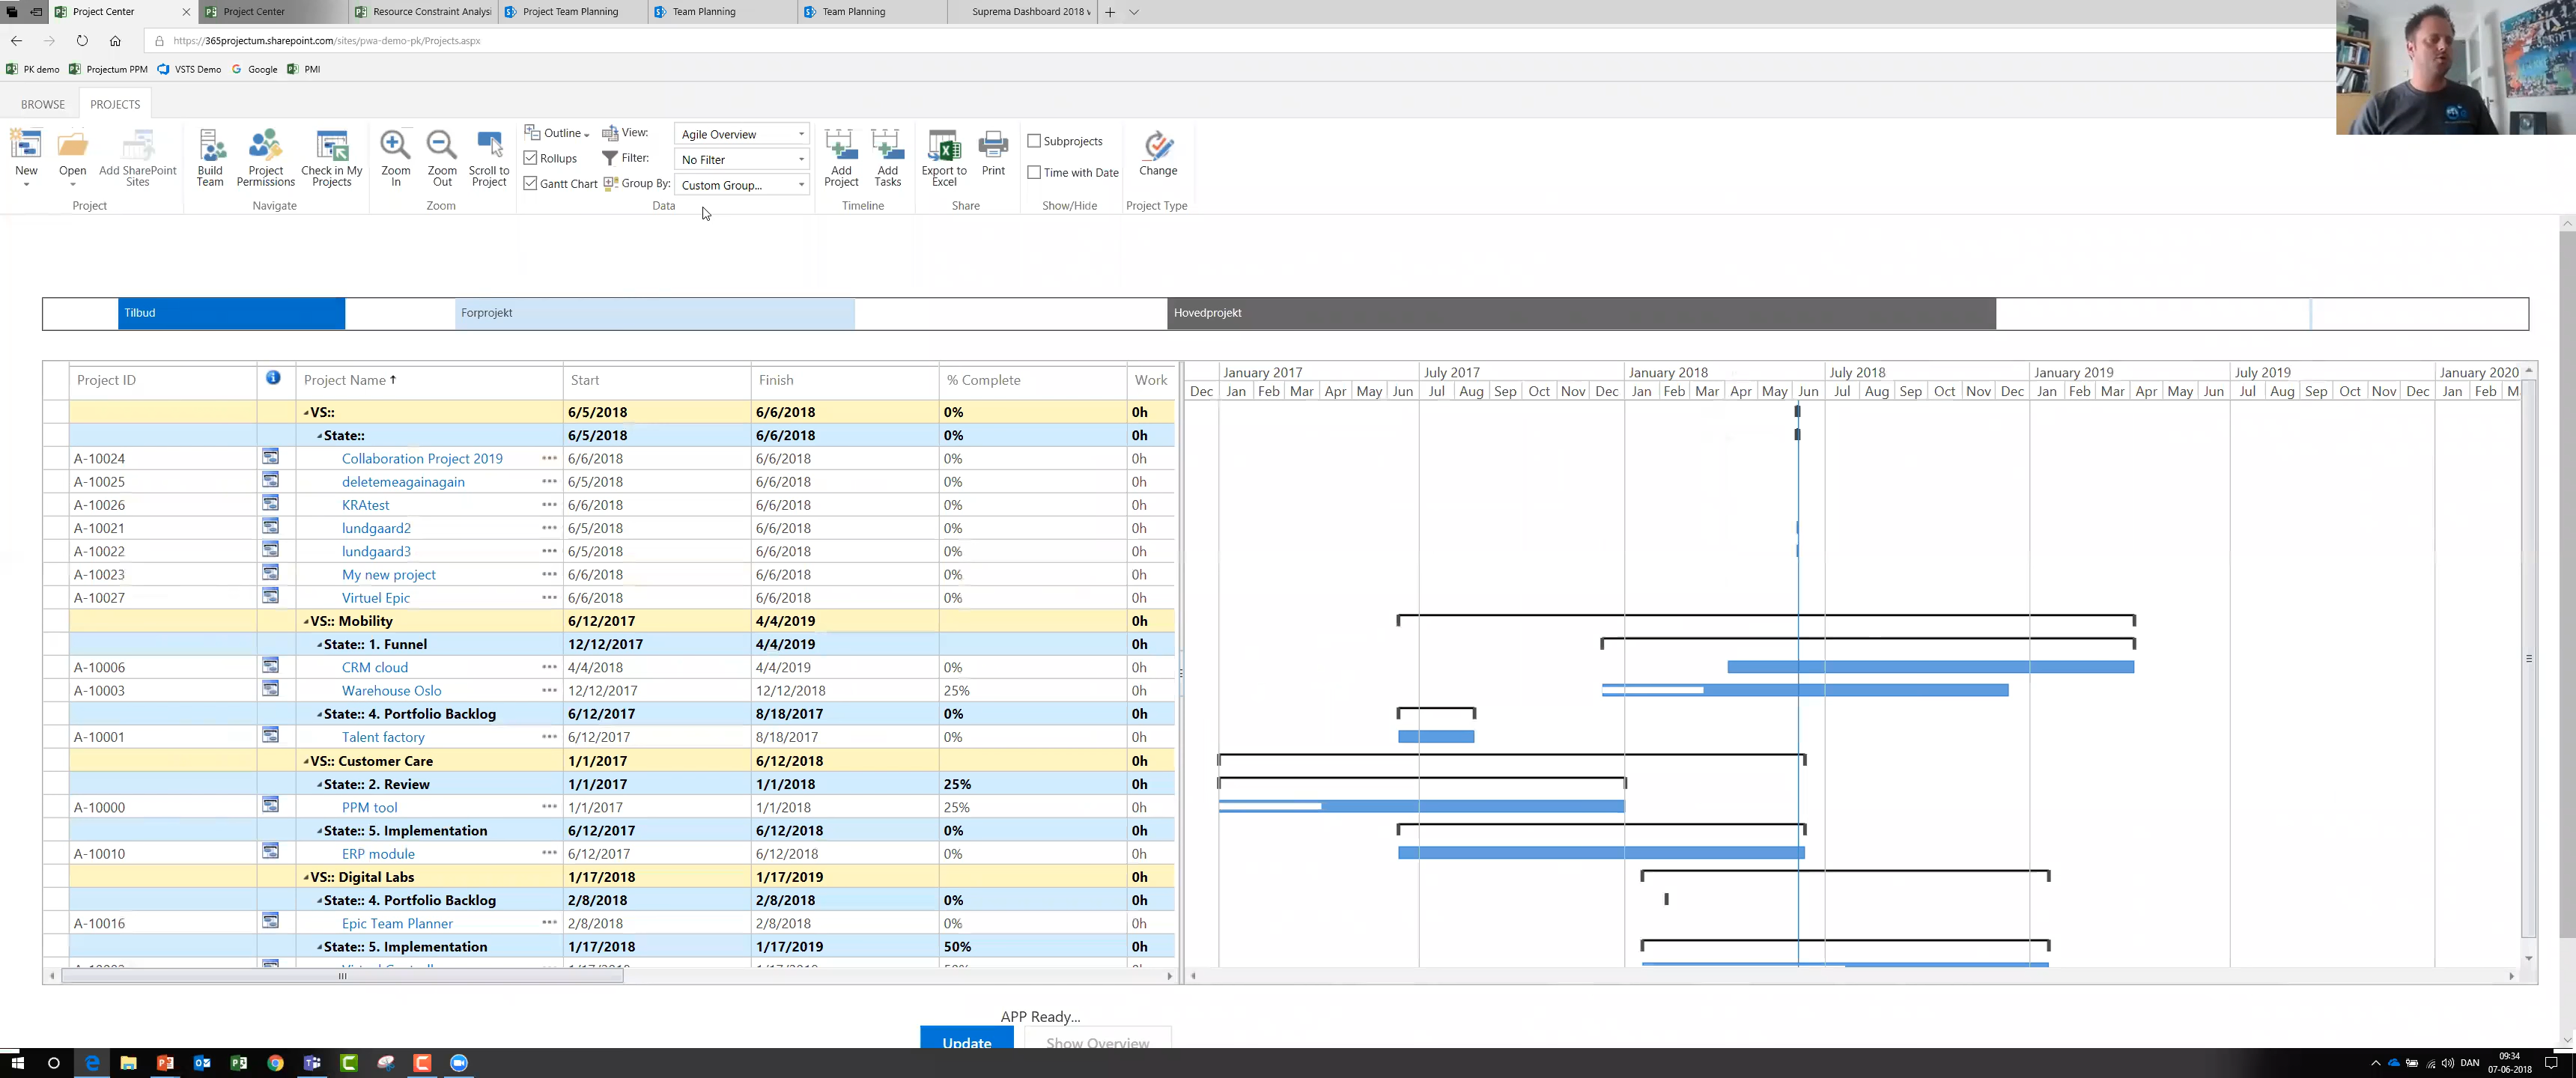 Project Center
Project Center
Resource Constraint Analysi
Project Team Planning
Team Planning
Team Planning
Suprema Dashboard 2018 v
https://365projectum.sharepoint.com/sites/pwa-demo-pk/Projects.aspx
PK demo Projectum PPM VSTS Demo Google PMI
BROWSE PROJECTS
New
Open
Add SharePoint Sites
Project
Build Team
Project Permissions
Check in My Projects
Navigate
Zoom In
Zoom Out
Scroll to Project
Zoom
Outline View: Agile Overview
Rollups Filter: No Filter
Gantt Chart Group By: Custom Group...
Data
Add Project
Add Tasks
Timeline
Export to Excel
Print
Share
Subprojects
Time with Date
Show/Hide
Change
Project Type
Tilbud Forprojekt Hovedprojekt
Project ID Project Name Start Finish % Complete Work
January 2017 July 2017 January 2018 July 2018 January 2019 July 2019 January 2020
Dec Jan Feb Mar Apr May Jun Jul Aug Sep Oct Nov Dec Jan Feb Mar Apr May Jun Jul Aug Sep Oct Nov Dec Jan Feb Mar Apr May Jun Jul Aug Sep Oct Nov Dec Jan Feb M
VS:: 6/5/2018 6/6/2018 0% 0h
State:: 6/5/2018 6/6/2018 0% 0h
A-10024 Collaboration Project 2019 ... 6/6/2018 6/6/2018 0% 0h
A-10025 deletemeagainagain ... 6/5/2018 6/6/2018 0% 0h
A-10026 KRAtest ... 6/6/2018 6/6/2018 0% 0h
A-10021 lundgaard2 ... 6/5/2018 6/6/2018 0% 0h
A-10022 lundgaard3 ... 6/5/2018 6/6/2018 0% 0h
A-10023 My new project ... 6/6/2018 6/6/2018 0% 0h
A-10027 Virtuel Epic ... 6/6/2018 6/6/2018 0% 0h
VS:: Mobility 6/12/2017 4/4/2019 0h
State:: 1. Funnel 12/12/2017 4/4/2019 0h
A-10006 CRM cloud ... 4/4/2018 4/4/2019 0% 0h
A-10003 Warehouse Oslo ... 12/12/2017 12/12/2018 25% 0h
State:: 4. Portfolio Backlog 6/12/2017 8/18/2017 0% 0h
A-10001 Talent factory ... 6/12/2017 8/18/2017 0% 0h
VS:: Customer Care 1/1/2017 6/12/2018 0h
State:: 2. Review 1/1/2017 1/1/2018 25% 0h
A-10000 PPM tool ... 1/1/2017 1/1/2018 25% 0h
State:: 5. Implementation 6/12/2017 6/12/2018 0% 0h
A-10010 ERP module ... 6/12/2017 6/12/2018 0% 0h
VS:: Digital Labs 1/17/2018 1/17/2019 0h
State:: 4. Portfolio Backlog 2/8/2018 2/8/2018 0% 0h
A-10016 Epic Team Planner ... 2/8/2018 2/8/2018 0% 0h
State:: 5. Implementation 1/17/2018 1/17/2019 50% 0h
APP Ready...
Update Show Overview
DAN
09:34
07-06-2018